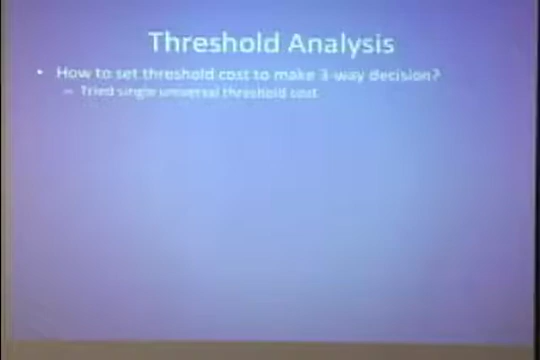 Threshold Analysis
• How to set threshold cost to make 3-way decision?
– Tried single universal threshold cost